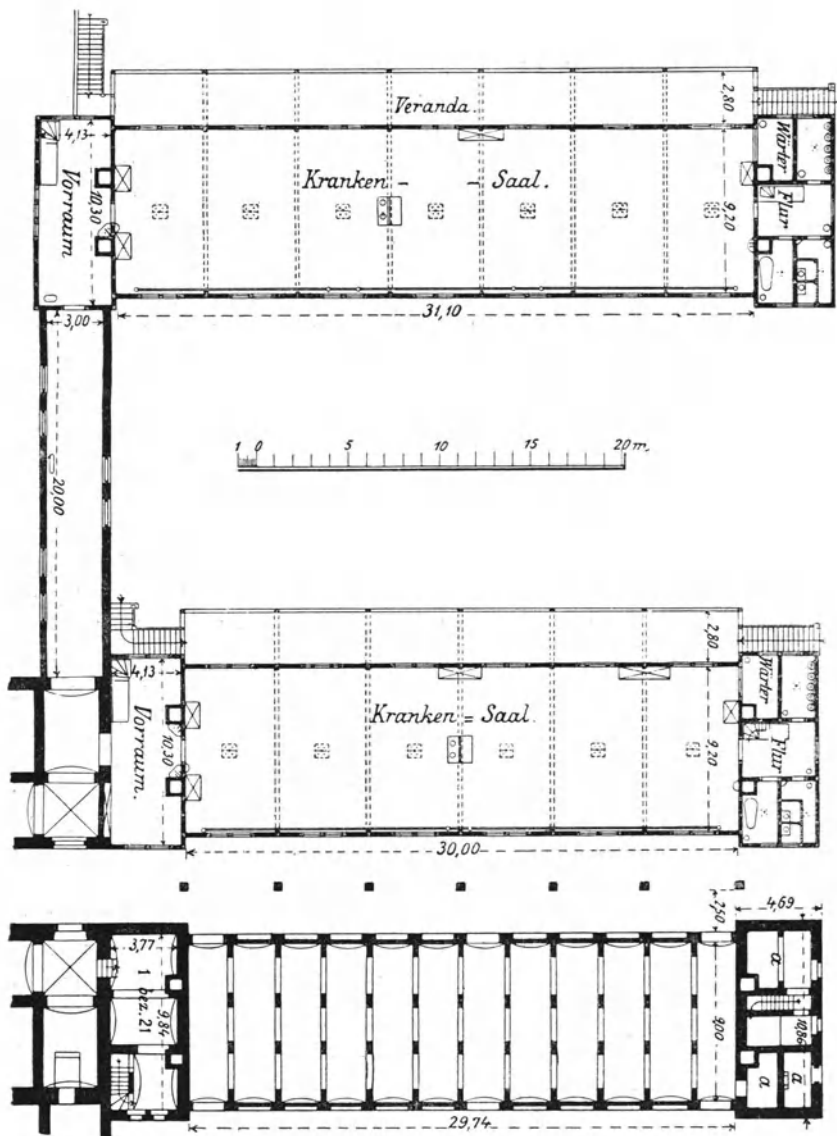 2,80
Veranda.
4,13
Wärter
Kranken - - Saal.
Vorraum
10,30
Flur
9,20
3,00
31,10
1 0 5 10 15 20 m.
20,00
2,80
4,13
Wärter
Kranken = Saal
Vorraum.
10,30
Flur
9,20
30,00
2,50
4,69
3,77
a
1 bez. 21
9,84
10,86
9,00
a
a
29,74